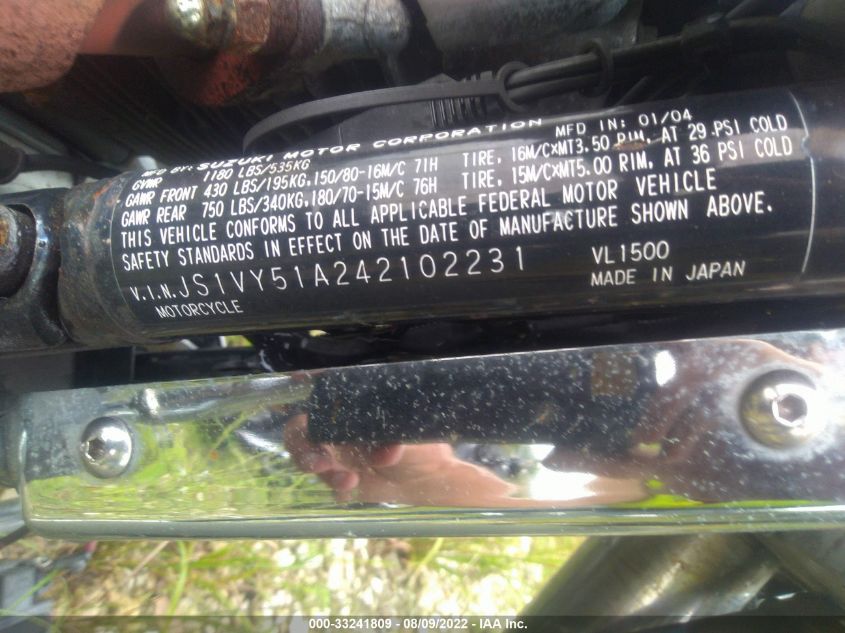 MFD BY: SUZUKI MOTOR CORPORATION MFD IN: 01/04
GVWR 1180 LBS/535KG
GAWR FRONT 430 LBS/195KG,150/80-16M/C 71H TIRE, 16M/C×MT3.50 RIM, AT 29 PSI COLD
GAWR REAR 750 LBS/340KG,180/70-15M/C 76H TIRE, 15M/C×MT5.00 RIM, AT 36 PSI COLD
THIS VEHICLE CONFORMS TO ALL APPLICABLE FEDERAL MOTOR VEHICLE
SAFETY STANDARDS IN EFFECT ON THE DATE OF MANUFACTURE SHOWN ABOVE.
V.I.N.JS1VY51A242102231 VL1500
MOTORCYCLE MADE IN JAPAN
000-33241809 - 08/09/2022 - IAA Inc.